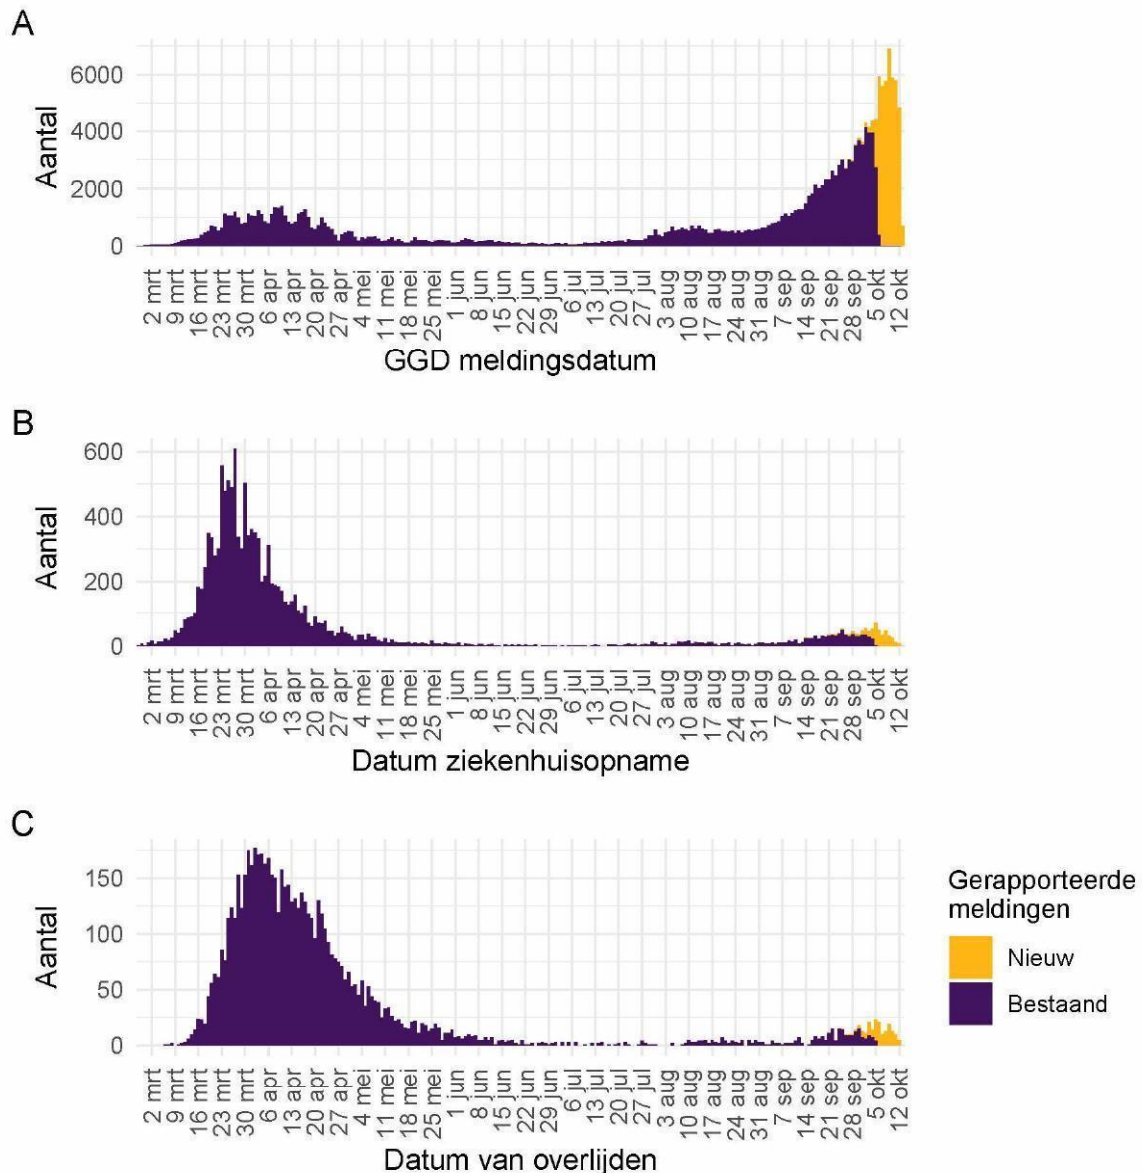 A
6000
4000
2000
0
Aantal
2 mrt
9 mrt
16 mrt
23 mrt
30 mrt
6 apr
13 apr
20 apr
27 apr
4 mei
11 mei
18 mei
25 mei
1 jun
8 jun
15 jun
22 jun
29 jun
6 jul
13 jul
20 jul
27 jul
3 aug
10 aug
17 aug
24 aug
31 aug
7 sep
14 sep
21 sep
28 sep
5 okt
12 okt
GGD meldingsdatum
B
600
400
200
0
Aantal
2 mrt
9 mrt
16 mrt
23 mrt
30 mrt
6 apr
13 apr
20 apr
27 apr
4 mei
11 mei
18 mei
25 mei
1 jun
8 jun
15 jun
22 jun
29 jun
6 jul
13 jul
20 jul
27 jul
3 aug
10 aug
17 aug
24 aug
31 aug
7 sep
14 sep
21 sep
28 sep
5 okt
12 okt
Datum ziekenhuisopname
C
150
100
50
0
Aantal
2 mrt
9 mrt
16 mrt
23 mrt
30 mrt
6 apr
13 apr
20 apr
27 apr
4 mei
11 mei
18 mei
25 mei
1 jun
8 jun
15 jun
22 jun
29 jun
6 jul
13 jul
20 jul
27 jul
3 aug
10 aug
17 aug
24 aug
31 aug
7 sep
14 sep
21 sep
28 sep
5 okt
12 okt
Datum van overlijden
Gerapporteerde
meldingen
Nieuw
Bestaand